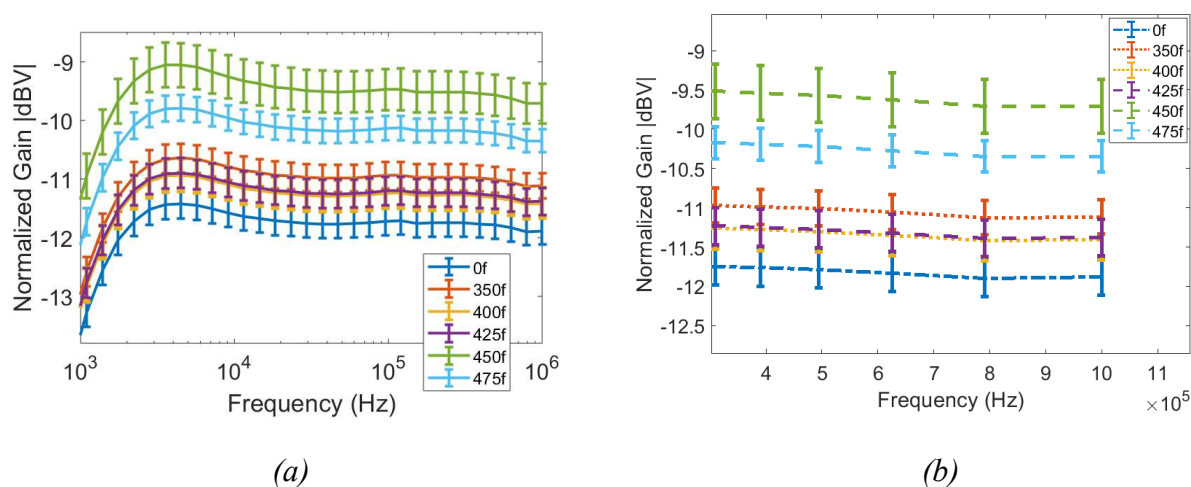 -9
-10
-11
-12
-13
Normalized Gain |dBV|
10^3
10^4
10^5
10^6
Frequency (Hz)
0f
350f
400f
425f
450f
475f
(a)
-9
-9.5
-10
-10.5
-11
-11.5
-12
-12.5
Normalized Gain |dBV|
4
5
6
7
8
9
10
11
×10^5
Frequency (Hz)
0f
350f
400f
425f
450f
475f
(b)